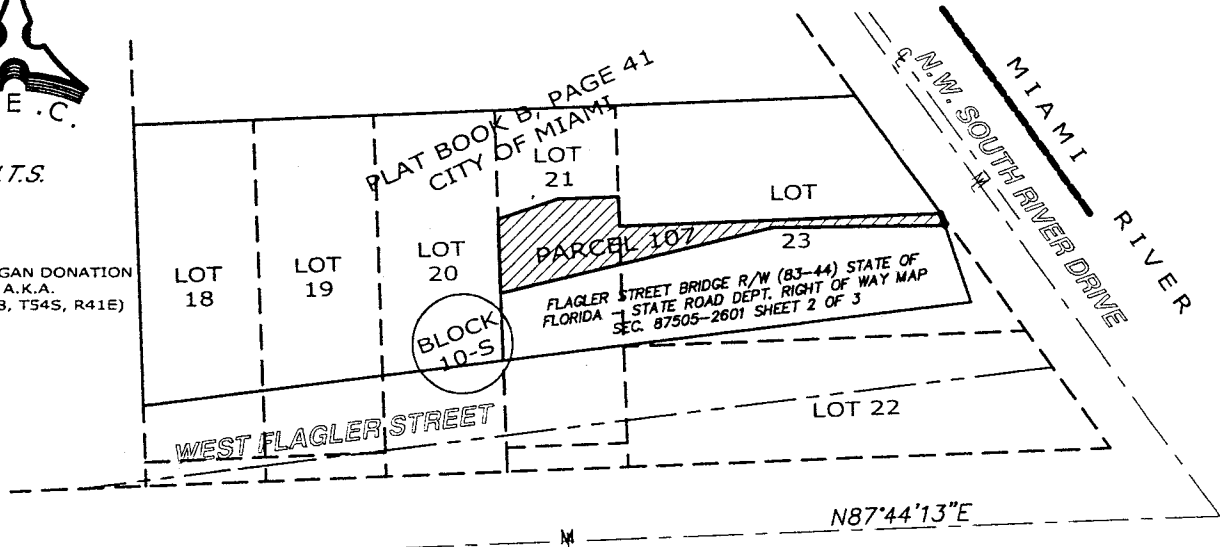 E.C.
T.S.
GAN DONATION
A.K.A.
T54S, R41E)
PLAT BOOK B, PAGE 41
CITY OF MIAMI
LOT
18
LOT
19
LOT
20
LOT
21
LOT
23
PARCEL 107
FLAGLER STREET BRIDGE R/W (83-44) STATE OF
FLORIDA - STATE ROAD DEPT. RIGHT OF WAY MAP
SEC. 87505-2601 SHEET 2 OF 3
BLOCK
10-S
WEST FLAGLER STREET
LOT 22
N.W. SOUTH RIVER DRIVE
MIAMI RIVER
N87°44'13"E
M